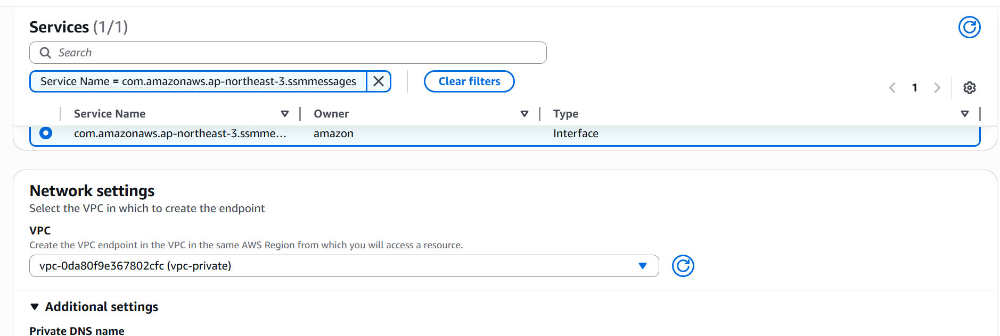 Services (1/1)
Search
Service Name = com.amazonaws.ap-northeast-3.ssmmessages
Clear filters
1
Service Name Owner Type
com.amazonaws.ap-northeast-3.ssmme... amazon Interface
Network settings
Select the VPC in which to create the endpoint
VPC
Create the VPC endpoint in the VPC in the same AWS Region from which you will access a resource.
vpc-0da80f9e367802cfc (vpc-private)
Additional settings
Private DNS name